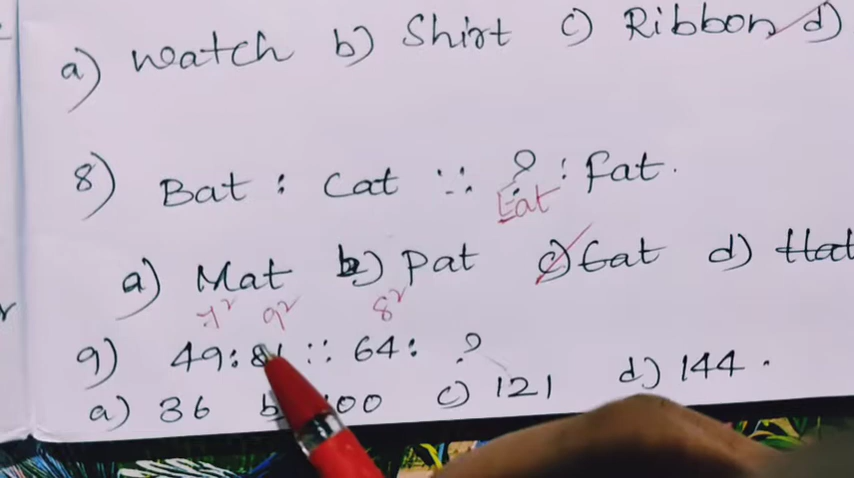 a) Watch b) Shirt c) Ribbon d)
8) Bat : Cat :: ? : Fat.
Eat
a) Mat b) Pat c) Eat d) Hat
7² 9² 8²
9) 49 : 81 :: 64 : ?
a) 36 b) 100 c) 121 d) 144 .